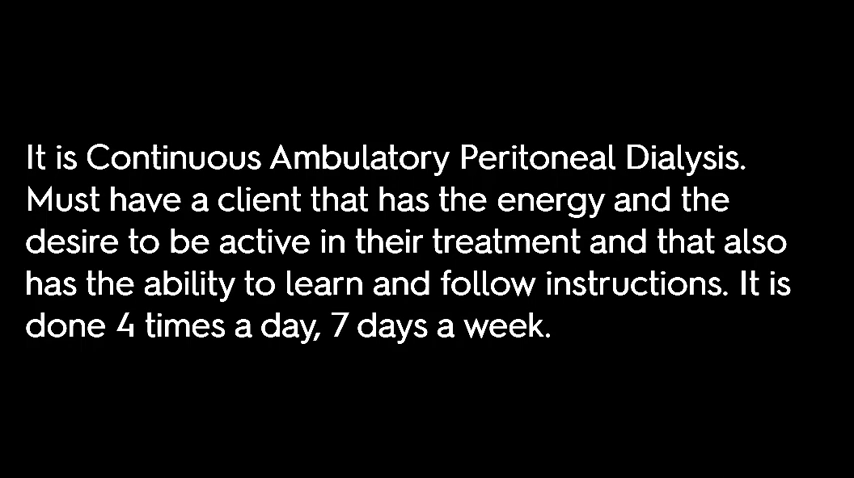 It is Continuous Ambulatory Peritoneal Dialysis.
Must have a client that has the energy and the
desire to be active in their treatment and that also
has the ability to learn and follow instructions. It is
done 4 times a day, 7 days a week.